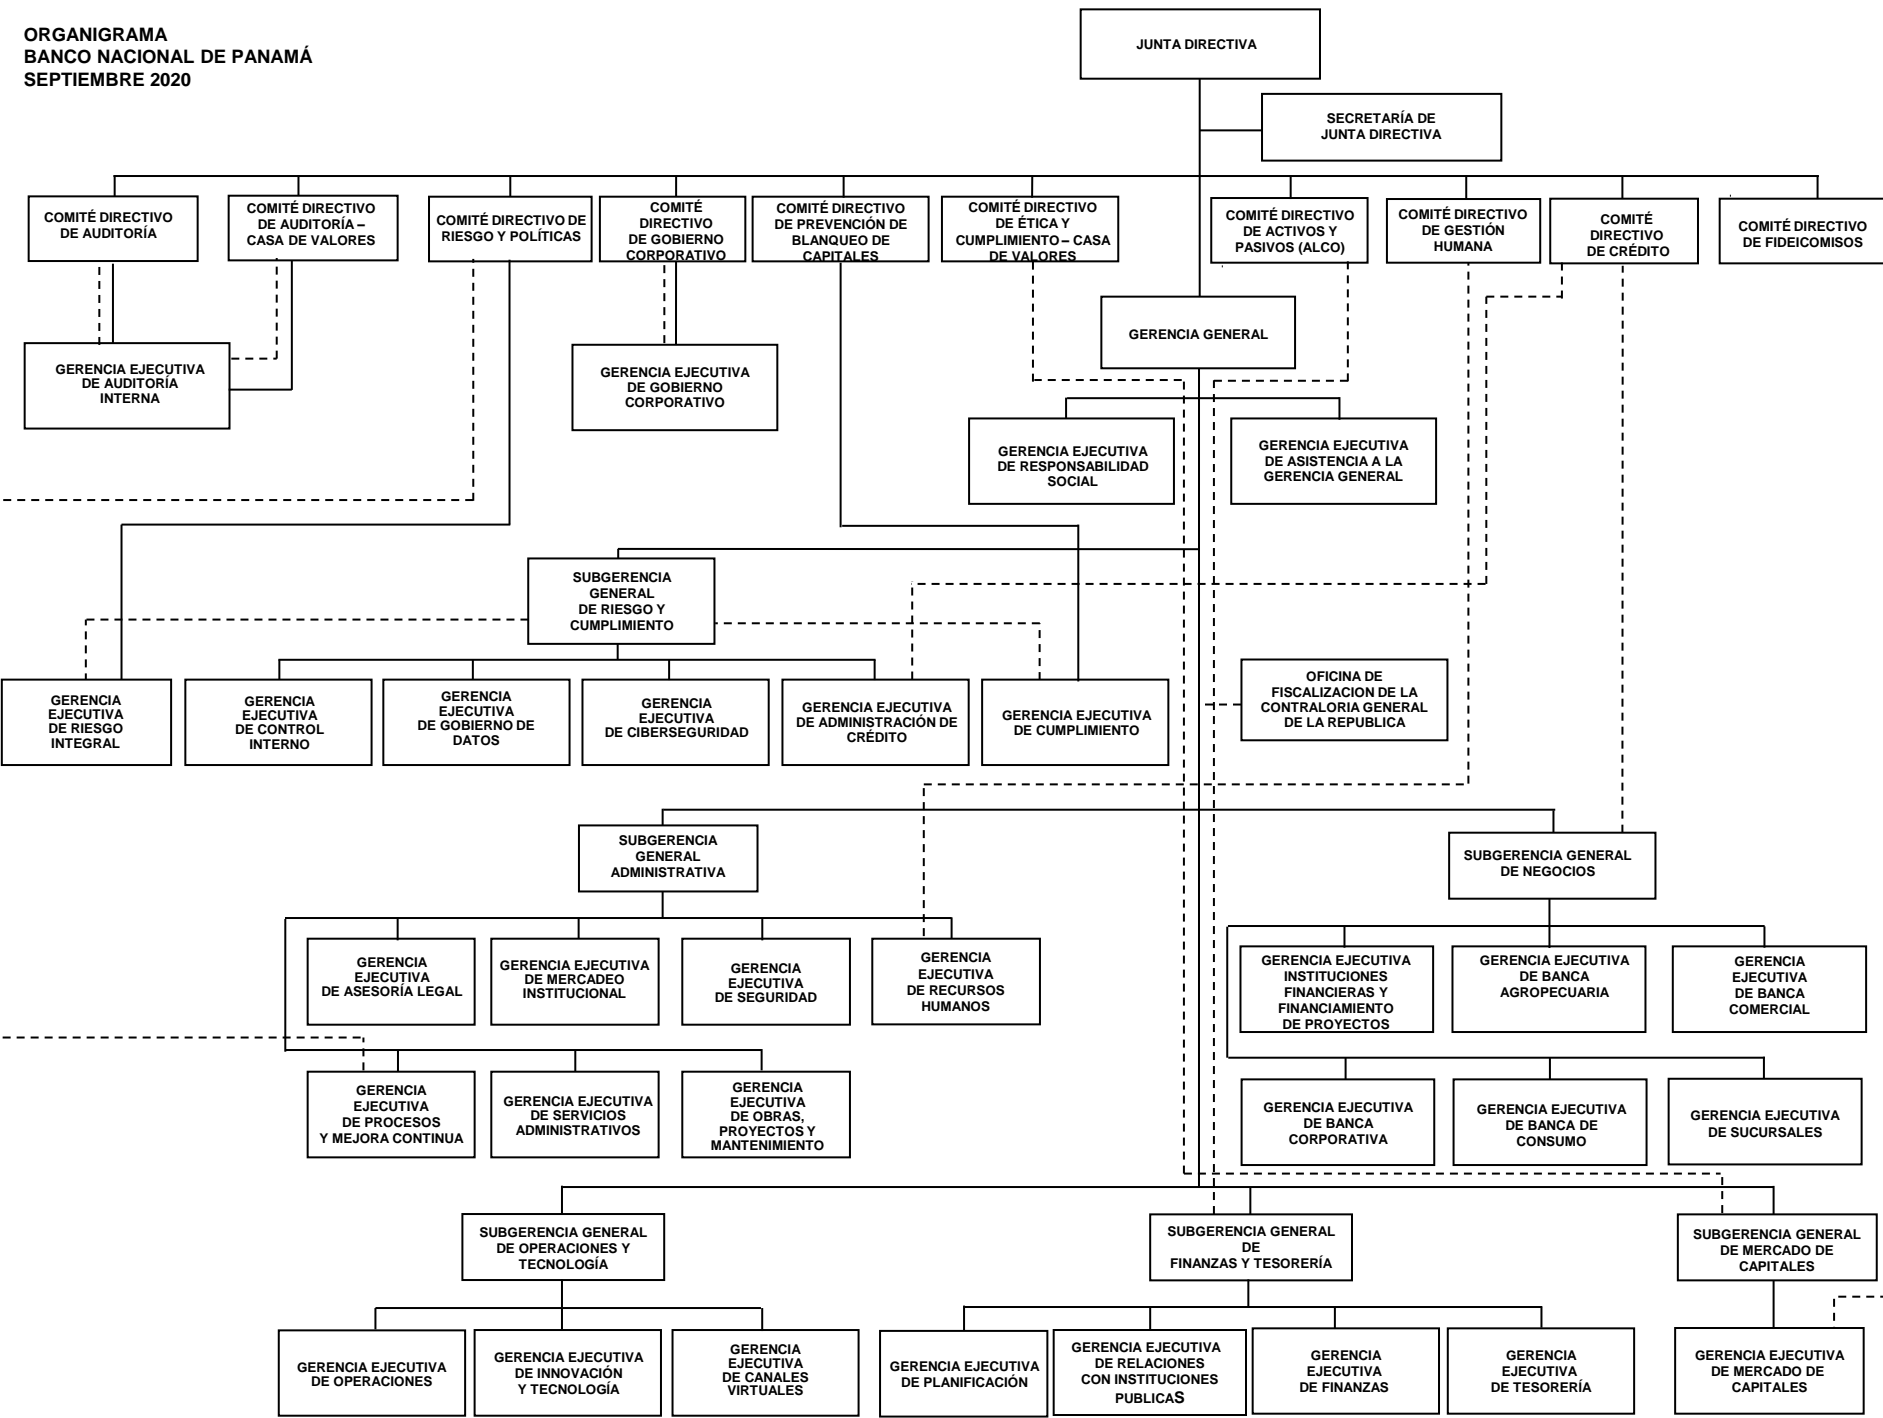 ORGANIGRAMA
BANCO NACIONAL DE PANAMÁ
SEPTIEMBRE 2020
JUNTA DIRECTIVA
SECRETARÍA DE
JUNTA DIRECTIVA
COMITÉ DIRECTIVO
DE AUDITORÍA
COMITÉ DIRECTIVO
DE AUDITORÍA –
CASA DE VALORES
COMITÉ DIRECTIVO DE
RIESGO Y POLÍTICAS
COMITÉ
DIRECTIVO
DE GOBIERNO
CORPORATIVO
COMITÉ DIRECTIVO
DE PREVENCIÓN DE
BLANQUEO DE
CAPITALES
COMITÉ DIRECTIVO
DE ÉTICA Y
CUMPLIMIENTO – CASA
DE VALORES
COMITÉ DIRECTIVO
DE ACTIVOS Y
PASIVOS (ALCO)
COMITÉ DIRECTIVO
DE GESTIÓN
HUMANA
COMITÉ
DIRECTIVO
DE CRÉDITO
COMITÉ DIRECTIVO
DE FIDEICOMISOS
GERENCIA GENERAL
GERENCIA EJECUTIVA
DE AUDITORÍA
INTERNA
GERENCIA EJECUTIVA
DE GOBIERNO
CORPORATIVO
GERENCIA EJECUTIVA
DE RESPONSABILIDAD
SOCIAL
GERENCIA EJECUTIVA
DE ASISTENCIA A LA
GERENCIA GENERAL
SUBGERENCIA
GENERAL
DE RIESGO Y
CUMPLIMIENTO
GERENCIA
EJECUTIVA
DE RIESGO
INTEGRAL
GERENCIA
EJECUTIVA
DE CONTROL
INTERNO
GERENCIA
EJECUTIVA
DE GOBIERNO DE
DATOS
GERENCIA
EJECUTIVA
DE CIBERSEGURIDAD
GERENCIA EJECUTIVA
DE ADMINISTRACIÓN DE
CRÉDITO
GERENCIA EJECUTIVA
DE CUMPLIMIENTO
OFICINA DE
FISCALIZACION DE LA
CONTRALORIA GENERAL
DE LA REPUBLICA
SUBGERENCIA
GENERAL
ADMINISTRATIVA
SUBGERENCIA GENERAL
DE NEGOCIOS
GERENCIA
EJECUTIVA
DE ASESORÍA LEGAL
GERENCIA EJECUTIVA
DE MERCADEO
INSTITUCIONAL
GERENCIA
EJECUTIVA
DE SEGURIDAD
GERENCIA
EJECUTIVA
DE RECURSOS
HUMANOS
GERENCIA EJECUTIVA
INSTITUCIONES
FINANCIERAS Y
FINANCIAMIENTO
DE PROYECTOS
GERENCIA EJECUTIVA
DE BANCA
AGROPECUARIA
GERENCIA
EJECUTIVA
DE BANCA
COMERCIAL
GERENCIA
EJECUTIVA
DE PROCESOS
Y MEJORA CONTINUA
GERENCIA EJECUTIVA
DE SERVICIOS
ADMINISTRATIVOS
GERENCIA
EJECUTIVA
DE OBRAS,
PROYECTOS Y
MANTENIMIENTO
GERENCIA EJECUTIVA
DE BANCA
CORPORATIVA
GERENCIA EJECUTIVA
DE BANCA DE
CONSUMO
GERENCIA EJECUTIVA
DE SUCURSALES
SUBGERENCIA GENERAL
DE OPERACIONES Y
TECNOLOGÍA
SUBGERENCIA GENERAL
DE
FINANZAS Y TESORERÍA
SUBGERENCIA GENERAL
DE MERCADO DE
CAPITALES
GERENCIA EJECUTIVA
DE OPERACIONES
GERENCIA EJECUTIVA
DE INNOVACIÓN
Y TECNOLOGÍA
GERENCIA
EJECUTIVA
DE CANALES
VIRTUALES
GERENCIA EJECUTIVA
DE PLANIFICACIÓN
GERENCIA EJECUTIVA
DE RELACIONES
CON INSTITUCIONES
PUBLICAS
GERENCIA
EJECUTIVA
DE FINANZAS
GERENCIA
EJECUTIVA
DE TESORERÍA
GERENCIA EJECUTIVA
DE MERCADO DE
CAPITALES